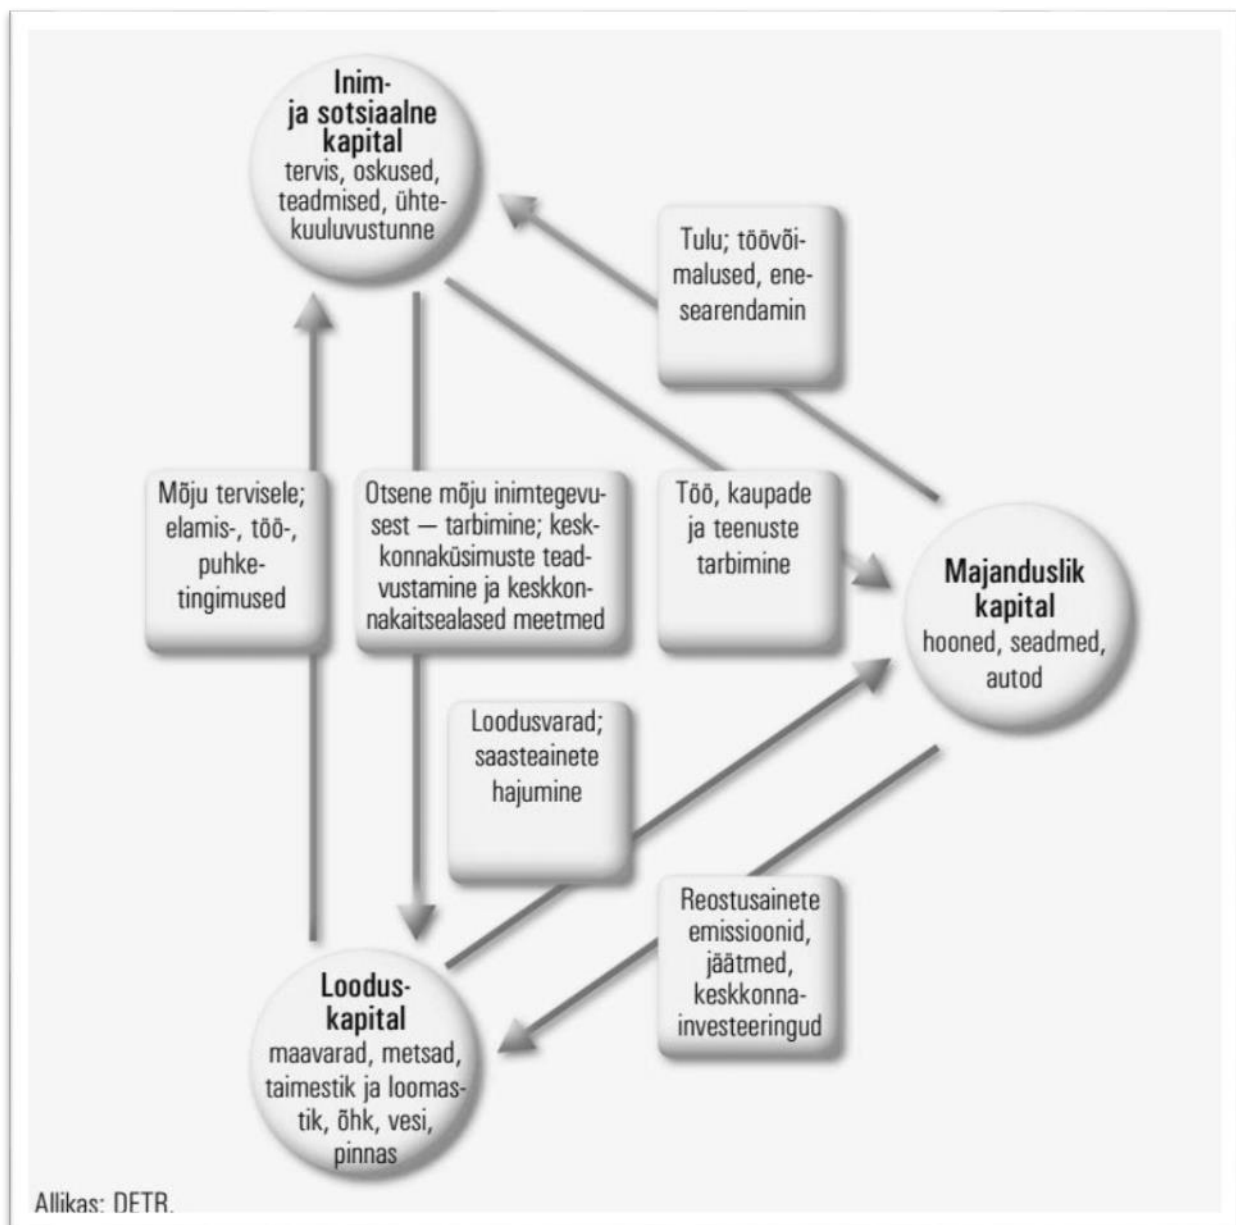 Inim-
ja sotsiaalne
kapital
tervis, oskused,
teadmised, ühte-
kuuluvustunne
Tulu; töövõi-
malused, ene-
searendamin
Mõju tervisele;
elamis-, töö-,
puhke-
tingimused
Otsene mõju inimtegevu-
sest — tarbimine; kesk-
konnaküsimuste tead-
vustamine ja keskkon-
nakaitsealased meetmed
Töö, kaupade
ja teenuste
tarbimine
Majanduslik
kapital
hooned, seadmed,
autod
Loodusvarad;
saasteainete
hajumine
Reostusainete
emissioonid,
jäätmed,
keskkonna-
investeeringud
Loodus-
kapital
maavarad, metsad,
taimestik ja loomas-
tik, õhk, vesi,
pinnas
Allikas: DETR.